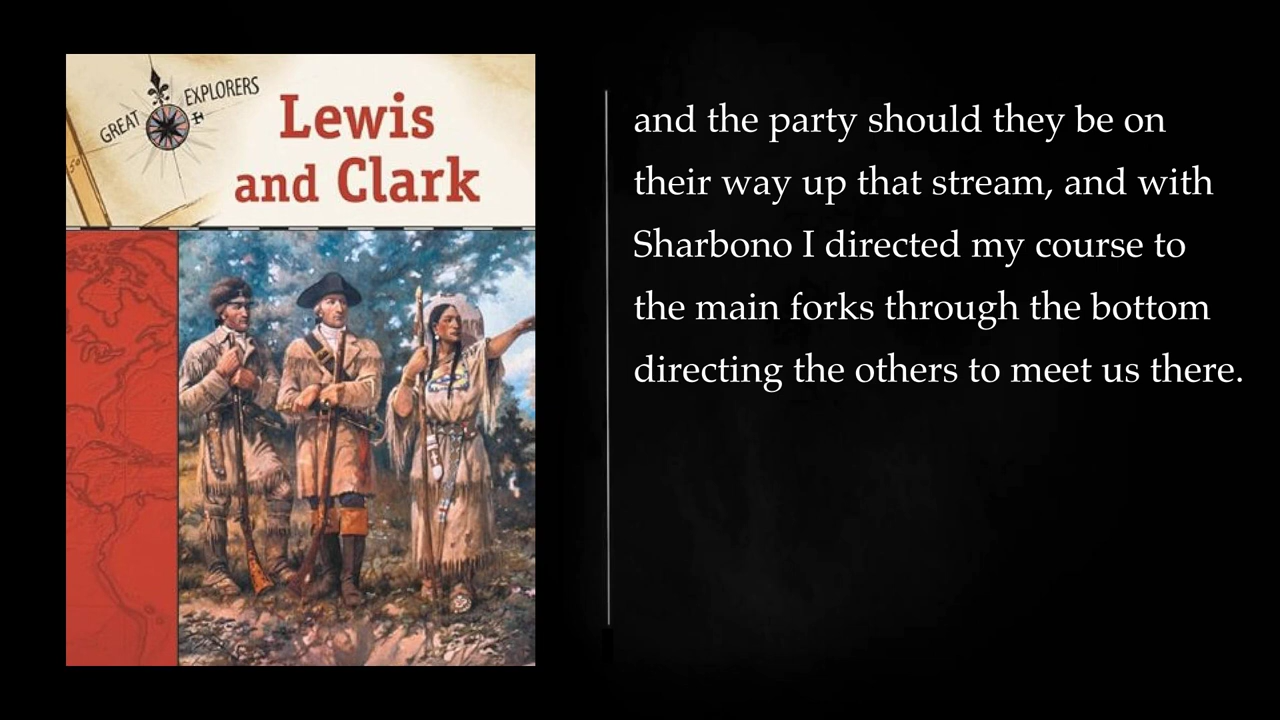 GREAT EXPLORERS
Lewis
and Clark
and the party should they be on
their way up that stream, and with
Sharbono I directed my course to
the main forks through the bottom
directing the others to meet us there.